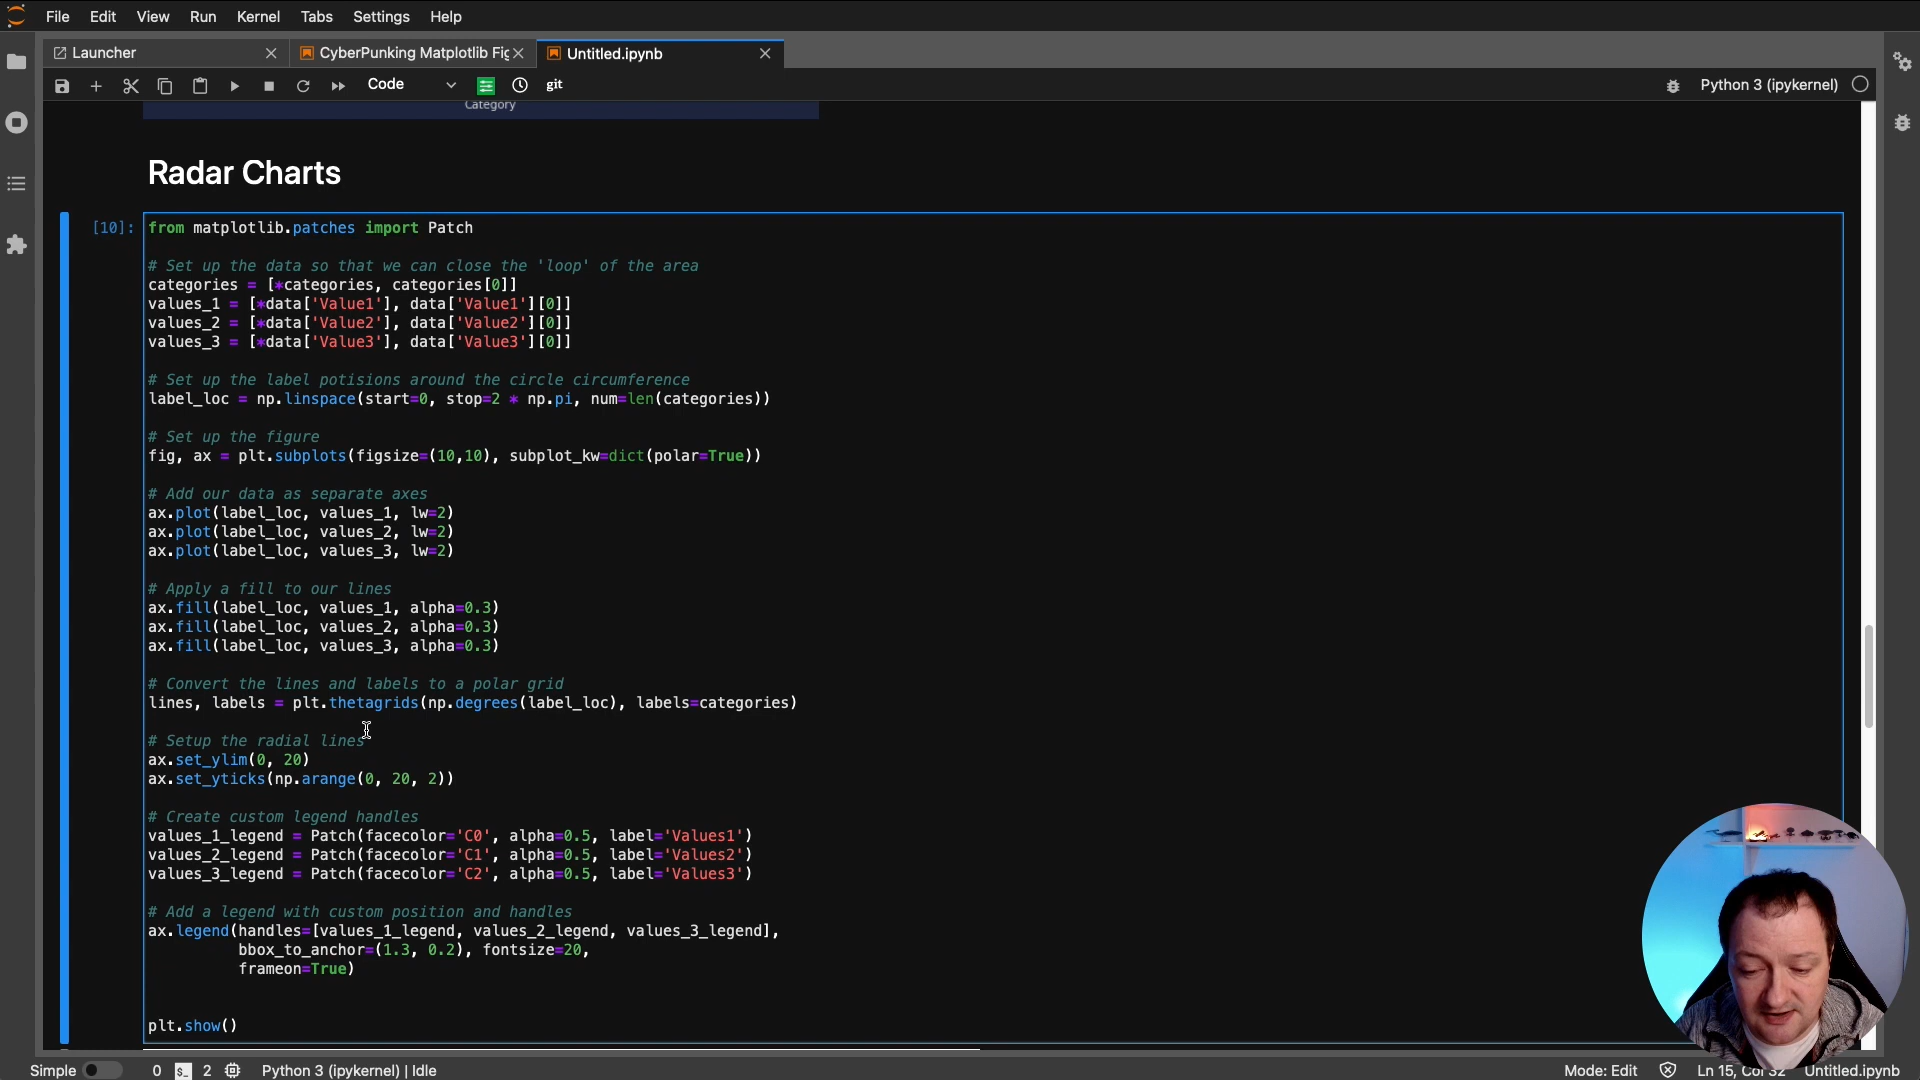 File Edit View Run Kernel Tabs Settings Help
Launcher
CyberPunking Matplotlib Fig
Untitled.ipynb
Code
git
Python 3 (ipykernel)
Category
Radar Charts
[10]:
from matplotlib.patches import Patch
# Set up the data so that we can close the 'loop' of the area
categories = [*categories, categories[0]]
values_1 = [*data['Value1'], data['Value1'][0]]
values_2 = [*data['Value2'], data['Value2'][0]]
values_3 = [*data['Value3'], data['Value3'][0]]
# Set up the label potisions around the circle circumference
label_loc = np.linspace(start=0, stop=2 * np.pi, num=len(categories))
# Set up the figure
fig, ax = plt.subplots(figsize=(10,10), subplot_kw=dict(polar=True))
# Add our data as separate axes
ax.plot(label_loc, values_1, lw=2)
ax.plot(label_loc, values_2, lw=2)
ax.plot(label_loc, values_3, lw=2)
# Apply a fill to our lines
ax.fill(label_loc, values_1, alpha=0.3)
ax.fill(label_loc, values_2, alpha=0.3)
ax.fill(label_loc, values_3, alpha=0.3)
# Convert the lines and labels to a polar grid
lines, labels = plt.thetagrids(np.degrees(label_loc), labels=categories)
# Setup the radial lines
ax.set_ylim(0, 20)
ax.set_yticks(np.arange(0, 20, 2))
# Create custom legend handles
values_1_legend = Patch(facecolor='C0', alpha=0.5, label='Values1')
values_2_legend = Patch(facecolor='C1', alpha=0.5, label='Values2')
values_3_legend = Patch(facecolor='C2', alpha=0.5, label='Values3')
# Add a legend with custom position and handles
ax.legend(handles=[values_1_legend, values_2_legend, values_3_legend],
bbox_to_anchor=(1.3, 0.2), fontsize=20,
frameon=True)
plt.show()
Simple 0 2 Python 3 (ipykernel) | Idle Mode: Edit Ln 15, Col 32 Untitled.ipynb